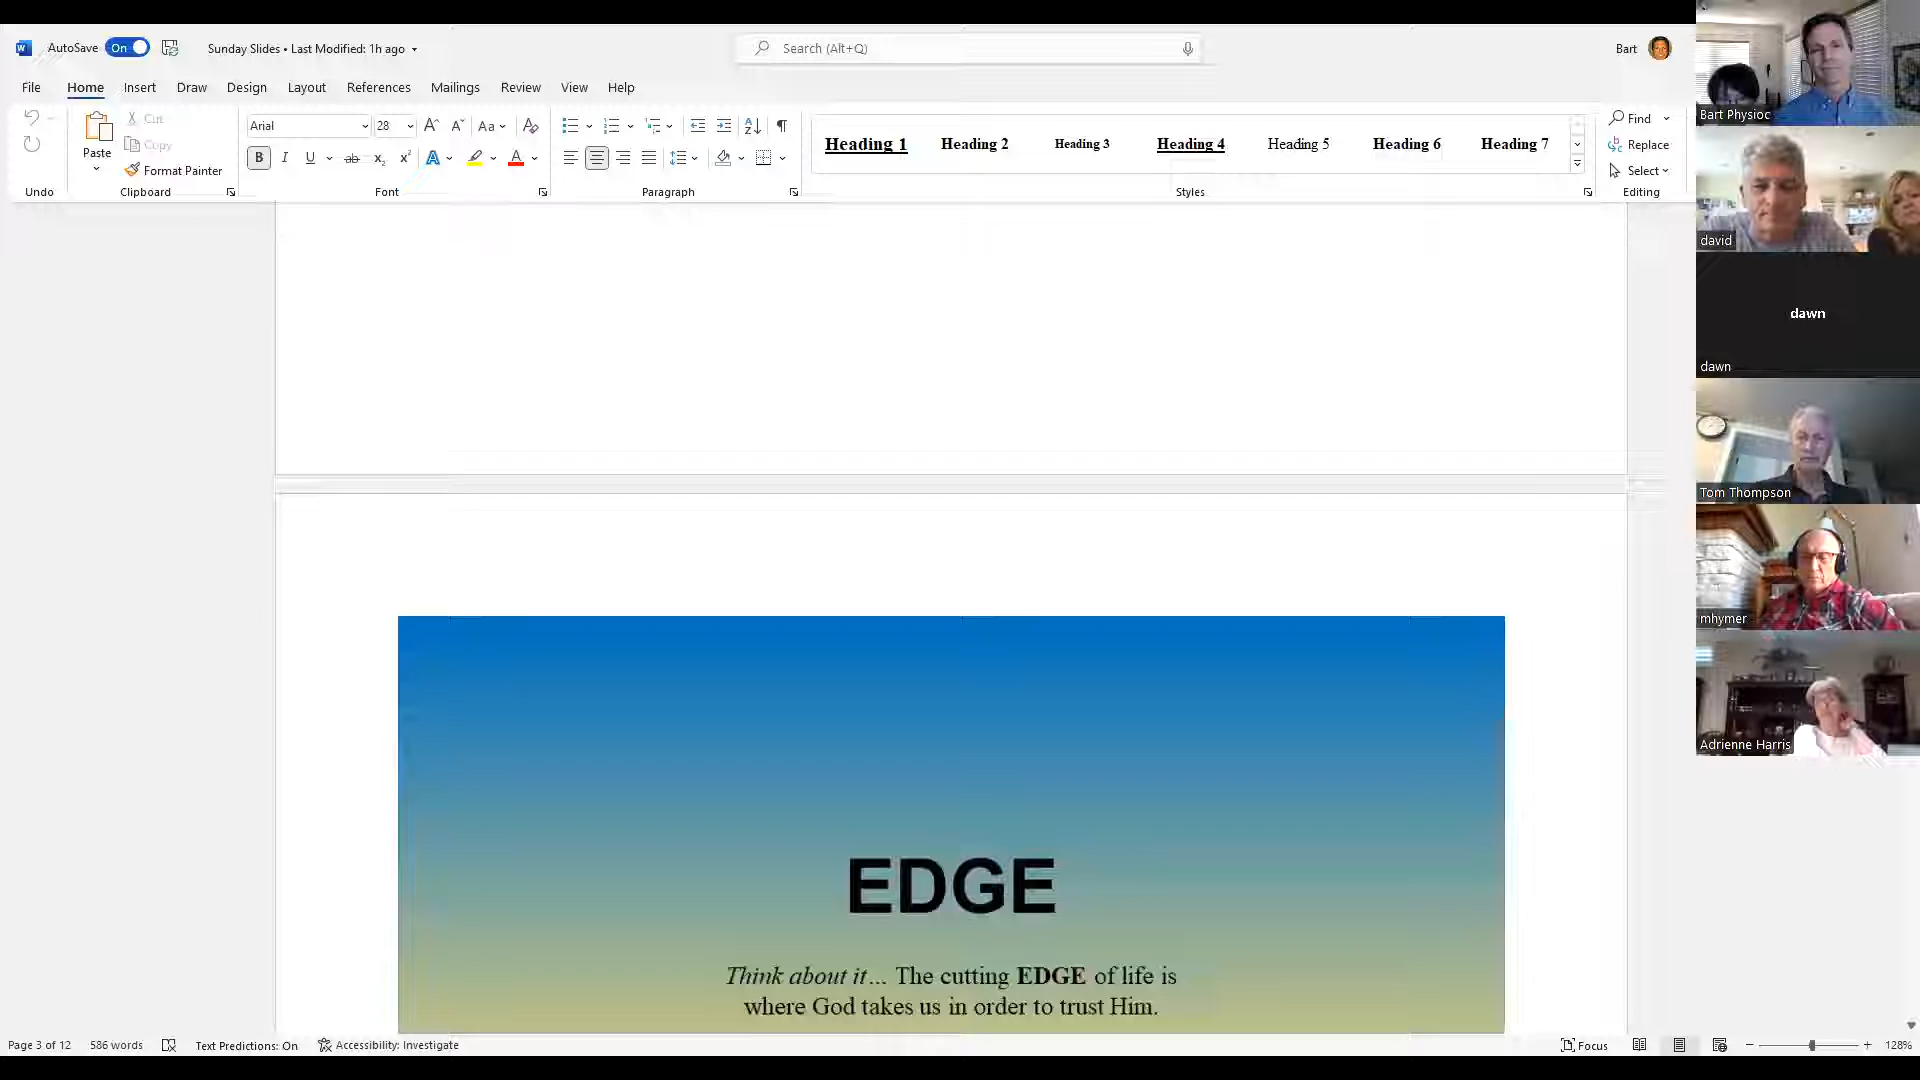 AutoSave On Sunday Slides • Last Modified: 1h ago Search (Alt+Q) Bart
File Home Insert Draw Design Layout References Mailings Review View Help
Undo
Paste
Cut
Copy
Format Painter
Clipboard
Arial 28
Font
Paragraph
Heading 1 Heading 2 Heading 3 Heading 4 Heading 5 Heading 6 Heading 7
Styles
Find
Replace
Select
Editing
EDGE
Think about it... The cutting EDGE of life is
where God takes us in order to trust Him.
Page 3 of 12 586 words Text Predictions: On Accessibility: Investigate Focus 128%
Bart Physioc
david
dawn
dawn
Tom Thompson
mhymer
Adrienne Harris